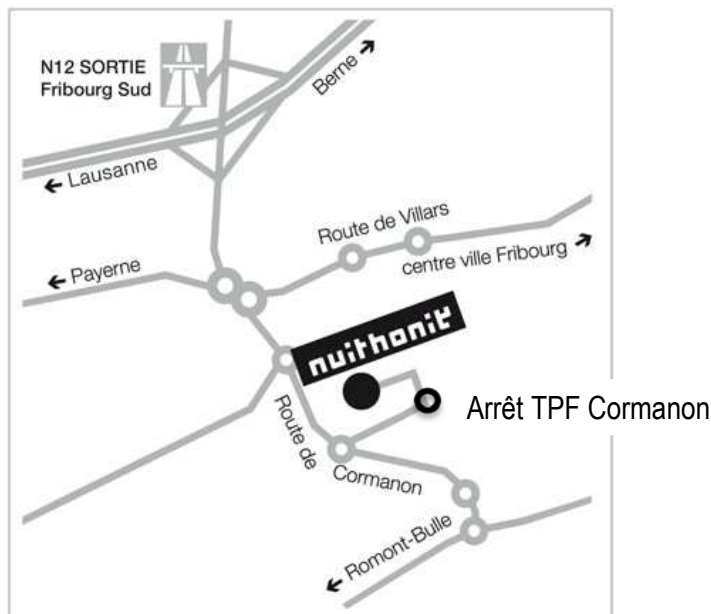 N12 SORTIE
Fribourg Sud
Berne
Lausanne
Route de Villars
centre ville Fribourg
Payerne
nuithonie
Arrêt TPF Cormanon
Route de
Cormanon
Romont-Bulle